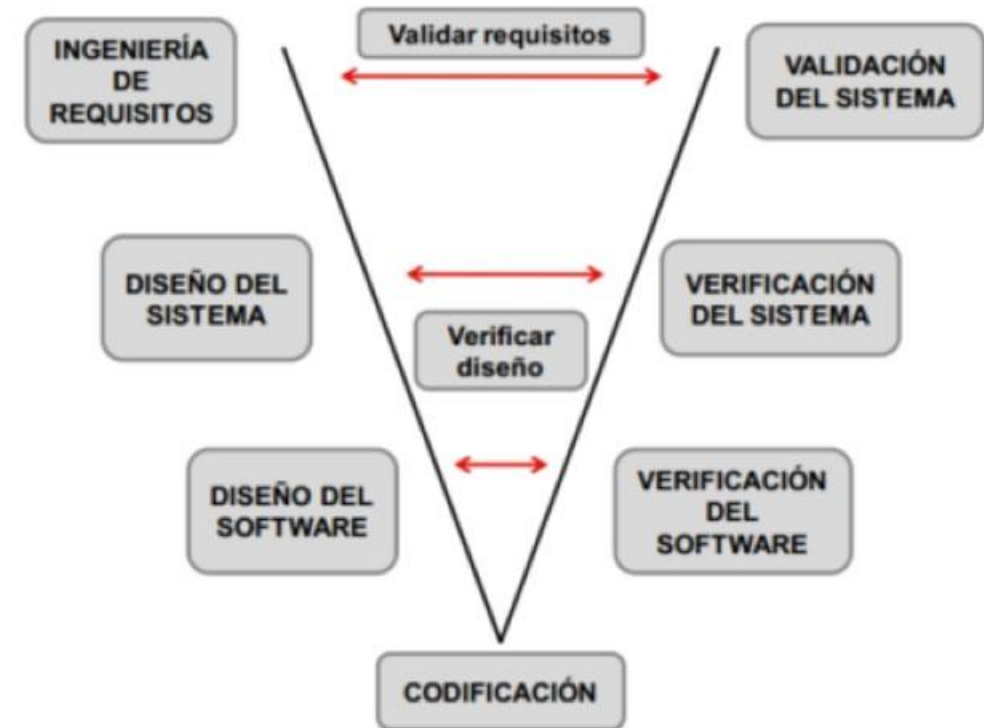 INGENIERÍA
DE
REQUISITOS
Validar requisitos
VALIDACIÓN
DEL SISTEMA
DISEÑO DEL
SISTEMA
Verificar
diseño
VERIFICACIÓN
DEL SISTEMA
DISEÑO DEL
SOFTWARE
VERIFICACIÓN
DEL
SOFTWARE
CODIFICACIÓN